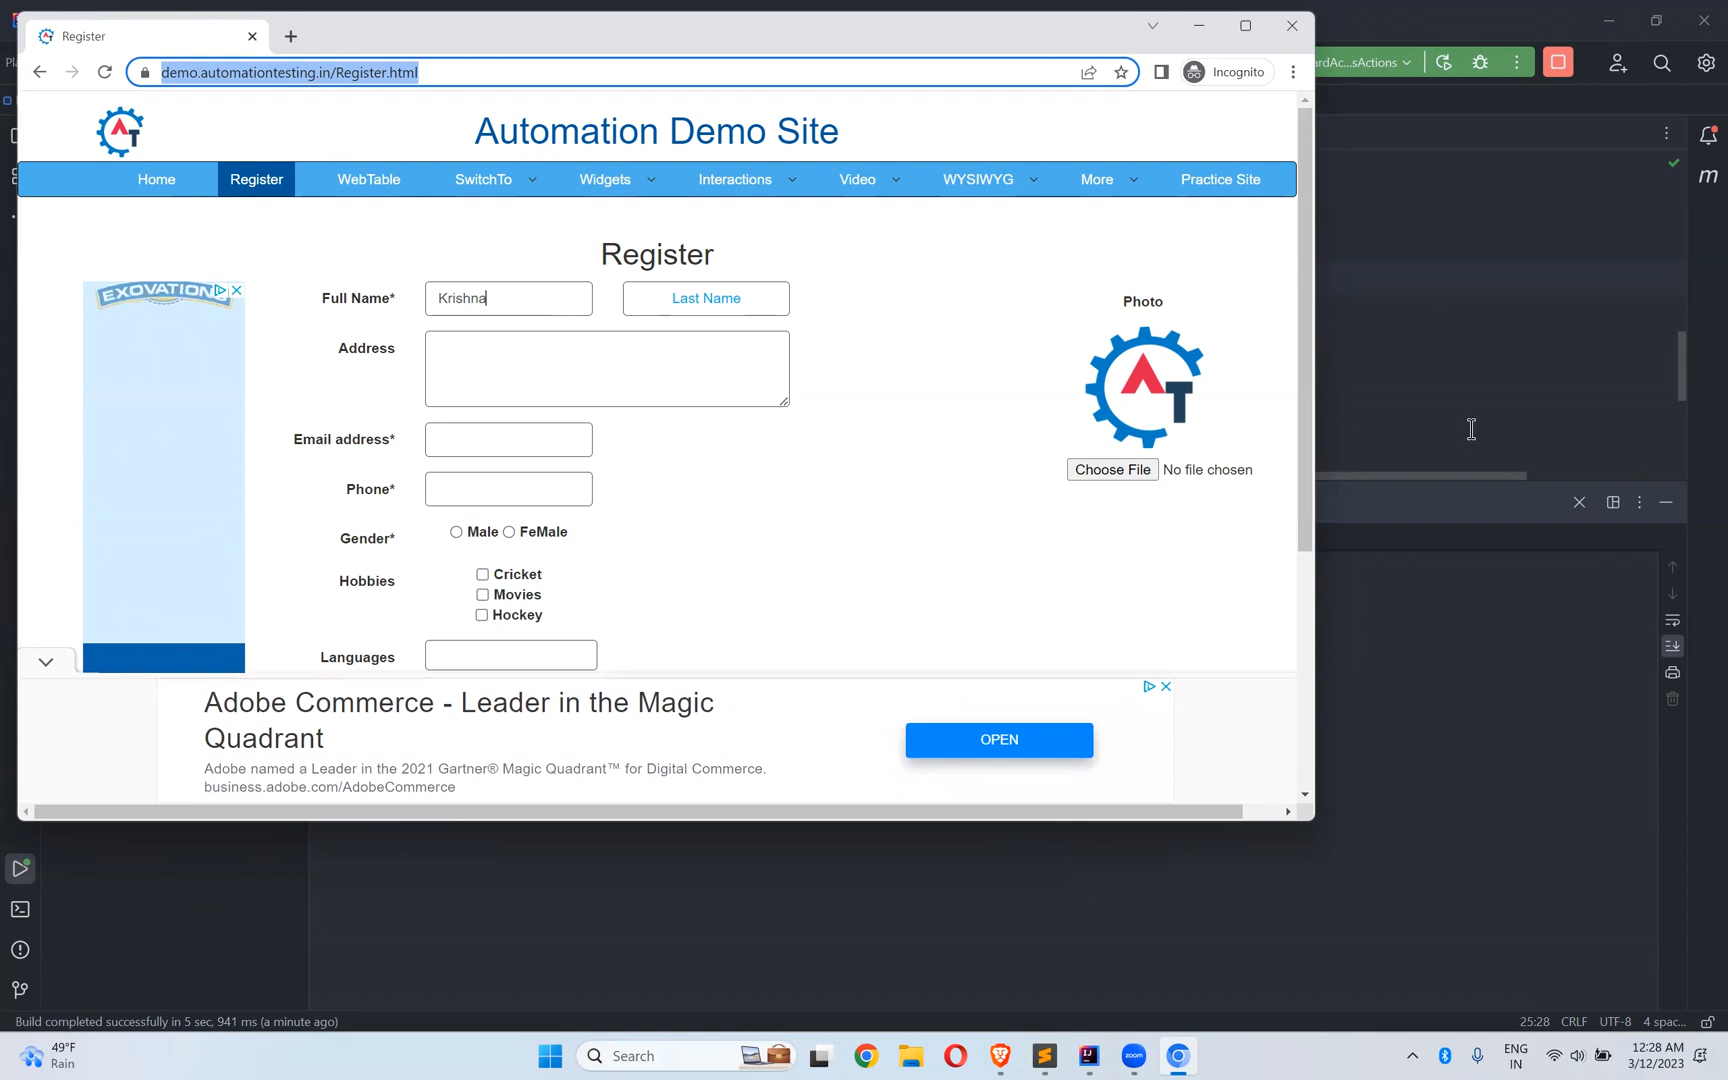 Register
demo.automationtesting.in/Register.html
Incognito
rdAc...sActions
Automation Demo Site
Home Register WebTable SwitchTo Widgets Interactions Video WYSIWYG More Practice Site
Register
EXOVATIONS
Full Name* Krishna Last Name
Photo
Address
Email address*
Choose File No file chosen
Phone*
Gender* Male FeMale
Hobbies Cricket
Movies
Hockey
Languages
Adobe Commerce - Leader in the Magic
Quadrant
OPEN
Adobe named a Leader in the 2021 Gartner® Magic Quadrant™ for Digital Commerce.
business.adobe.com/AdobeCommerce
m
Build completed successfully in 5 sec, 941 ms (a minute ago)
25:28 CRLF UTF-8 4 spac...
49°F
Rain
Search
zoom
ENG
IN
12:28 AM
3/12/2023